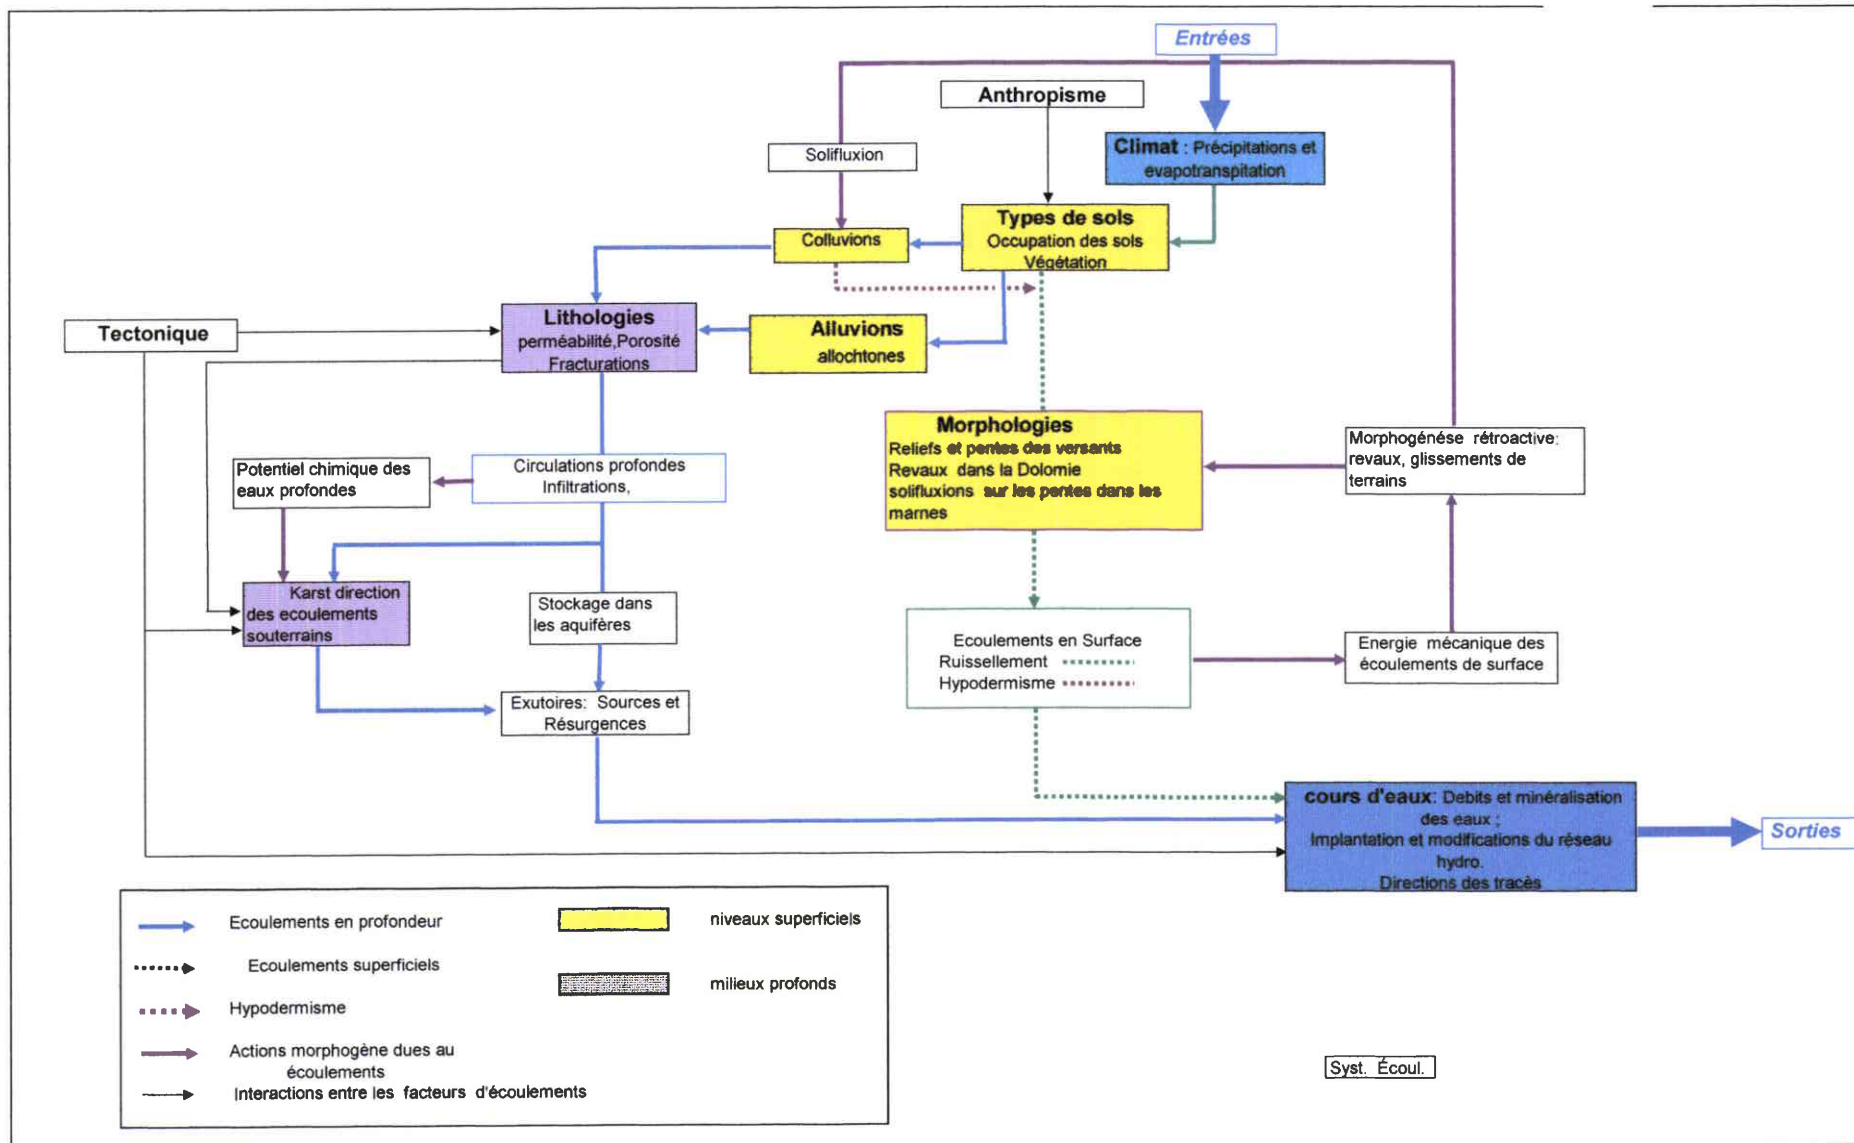 Entrées
Anthropisme
Climat : Précipitations et
evapotranspitation
Solifluxion
Types de sols
Occupation des sols
Végétation
Colluvions
Tectonique
Lithologies
perméabilité,Porosité
Fracturations
Alluvions
allochtones
Morphologies
Reliefs et pentes des versants
Revaux dans la Dolomie
solifluxions sur les pentes dans les
marnes
Morphogénése rétroactive:
revaux, glissements de
terrains
Potentiel chimique des
eaux profondes
Circulations profondes
Infiltrations,
Karst direction
des ecoulements
souterrains
Stockage dans
les aquifères
Ecoulements en Surface
Ruissellement
Hypodermisme
Energie mécanique des
écoulements de surface
Exutoires: Sources et
Résurgences
cours d'eaux: Debits et minéralisation
des eaux ;
Implantation et modifications du réseau
hydro.
Directions des tracès
Sorties
Ecoulements en profondeur
niveaux superficiels
Ecoulements superficiels
milieux profonds
Hypodermisme
Actions morphogène dues au
écoulements
Interactions entre les facteurs d'écoulements
Syst. Écoul.